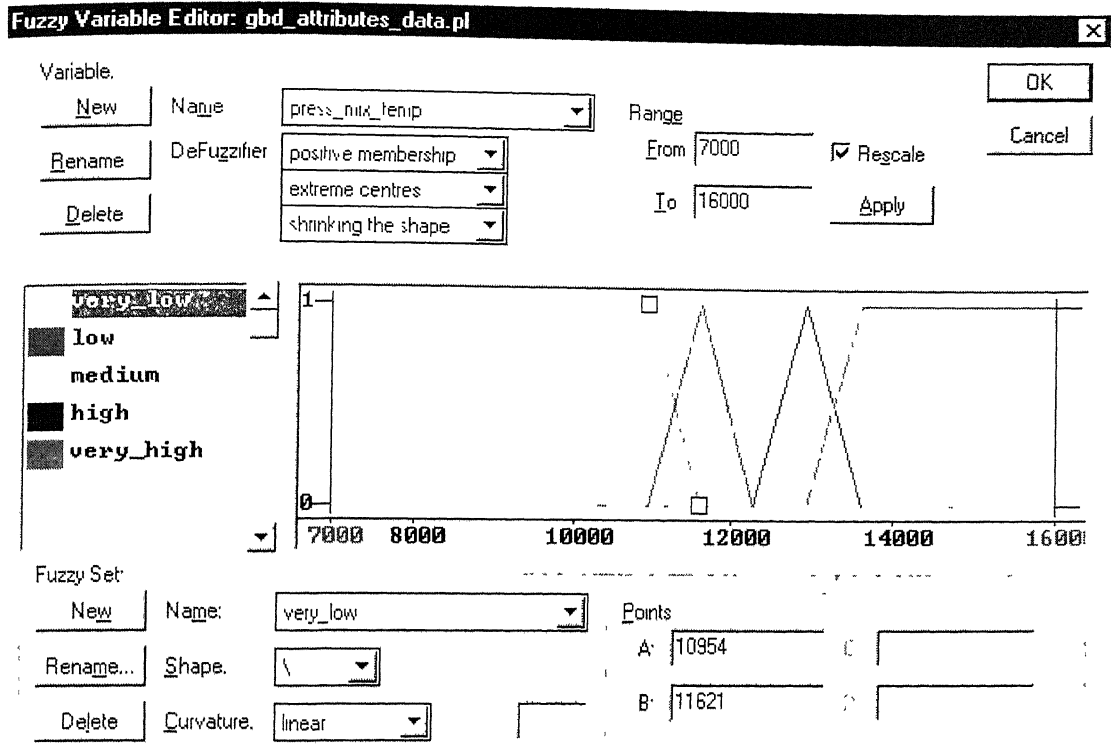 Fuzzy Variable Editor: gbd_attributes_data.pl
Variable.
New
Name
press_mix_temp
Rename
DeFuzzifier
positive membership
extreme centres
shrinking the shape
Delete
Range
From 7000
To 16000
Rescale
Apply
OK
Cancel
very_low
low
medium
high
very_high
1
0
7000 8000 10000 12000 14000 1600
Fuzzy Set:
New
Name:
very_low
Rename...
Shape.
\
Delete
Curvature.
linear
Points
A: 10954
B: 11621